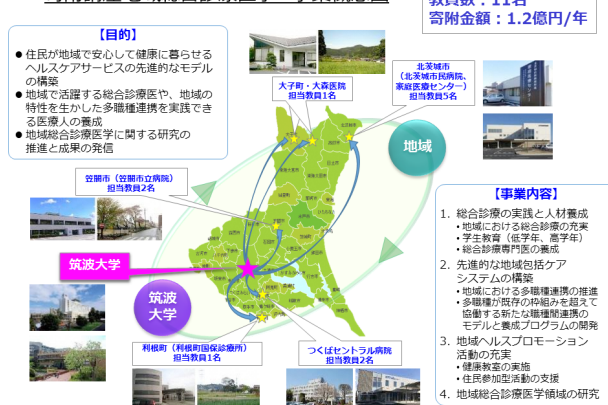 教員数：11名
寄附金額：1.2億円/年
【目的】
● 住民が地域で安心して健康に暮らせる
ヘルスケアサービスの先進的なモデル
の構築
● 地域で活躍する総合診療医や、地域の
特性を生かした多職種連携を実践でき
る医療人の養成
● 地域総合診療医学に関する研究の
推進と成果の発信
大子町・大森医院
担当教員1名
北茨城市
（北茨城市民病院、
家庭医療センター）
担当教員5名
地域
笠間市（笠間市立病院）
担当教員2名
筑波大学
筑波
大学
利根町（利根町国保診療所）
担当教員1名
つくばセントラル病院
担当教員2名
【事業内容】
1. 総合診療の実践と人材養成
・地域における総合診療の充実
・学生教育（低学年、高学年）
・総合診療専門医の養成
2. 先進的な地域包括ケア
システムの構築
・地域における多職種連携の推進
・多職種が既存の枠組みを超えて
協働する新たな職種間連携の
モデルと養成プログラムの開発
3. 地域ヘルスプロモーション
活動の充実
・健康教室の実施
・住民参加型活動の支援
4. 地域総合診療医学領域の研究